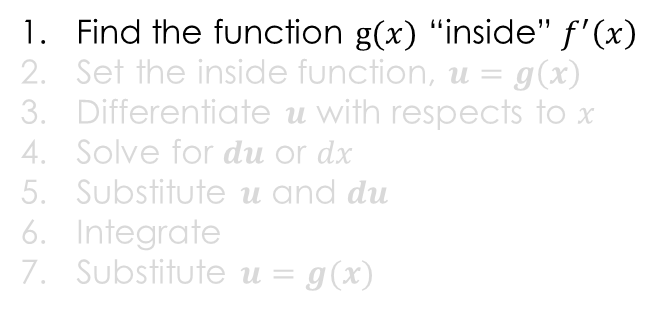 1. Find the function g(x) “inside” f′(x)
2. Set the inside function, u = g(x)
3. Differentiate u with respects to x
4. Solve for du or dx
5. Substitute u and du
6. Integrate
7. Substitute u = g(x)